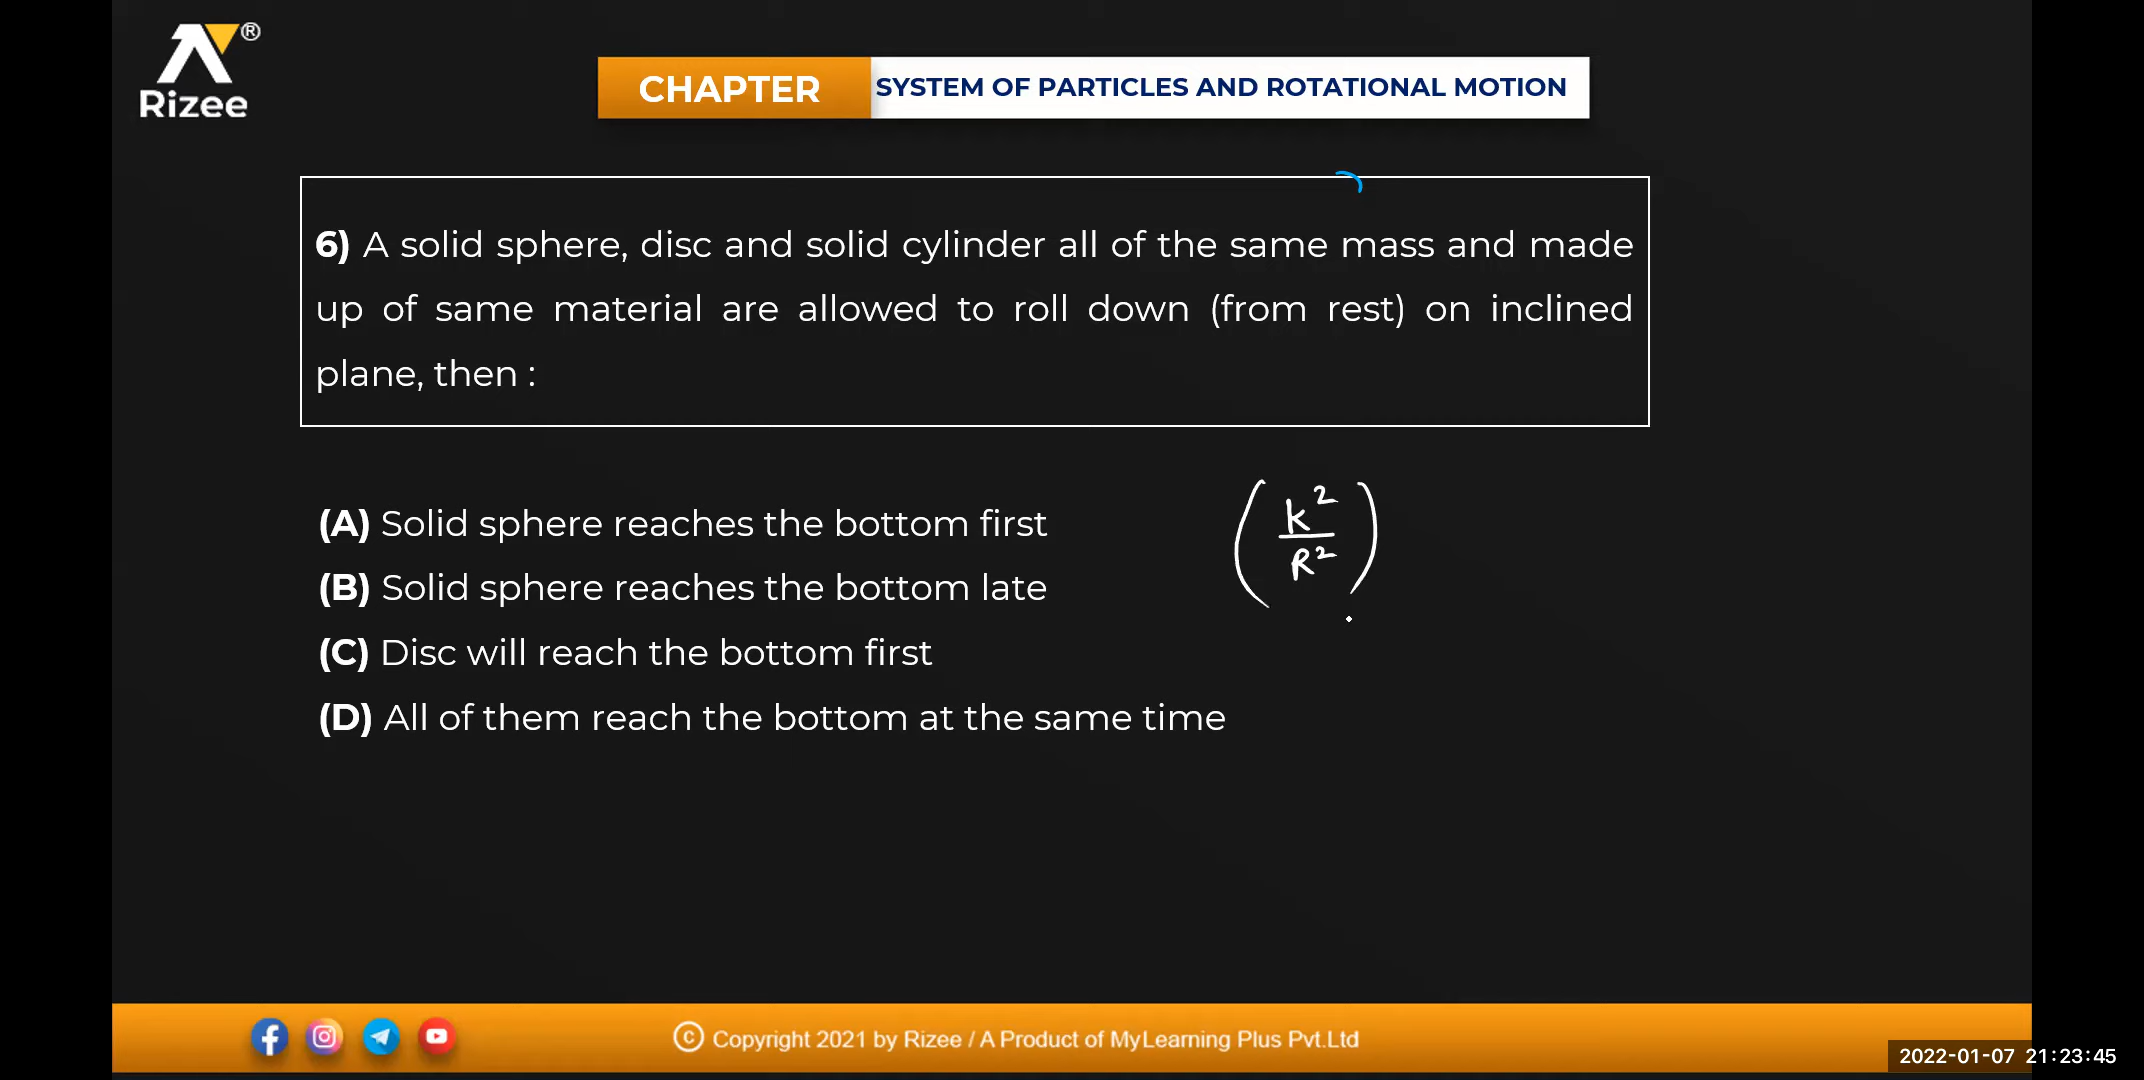 Rizee®
CHAPTER SYSTEM OF PARTICLES AND ROTATIONAL MOTION
6) A solid sphere, disc and solid cylinder all of the same mass and made
up of same material are allowed to roll down (from rest) on inclined
plane, then :
(A) Solid sphere reaches the bottom first
(B) Solid sphere reaches the bottom late
(C) Disc will reach the bottom first
(D) All of them reach the bottom at the same time
(k²/R²)
© Copyright 2021 by Rizee / A Product of MyLearning Plus Pvt.Ltd
2022-01-07 21:23:45